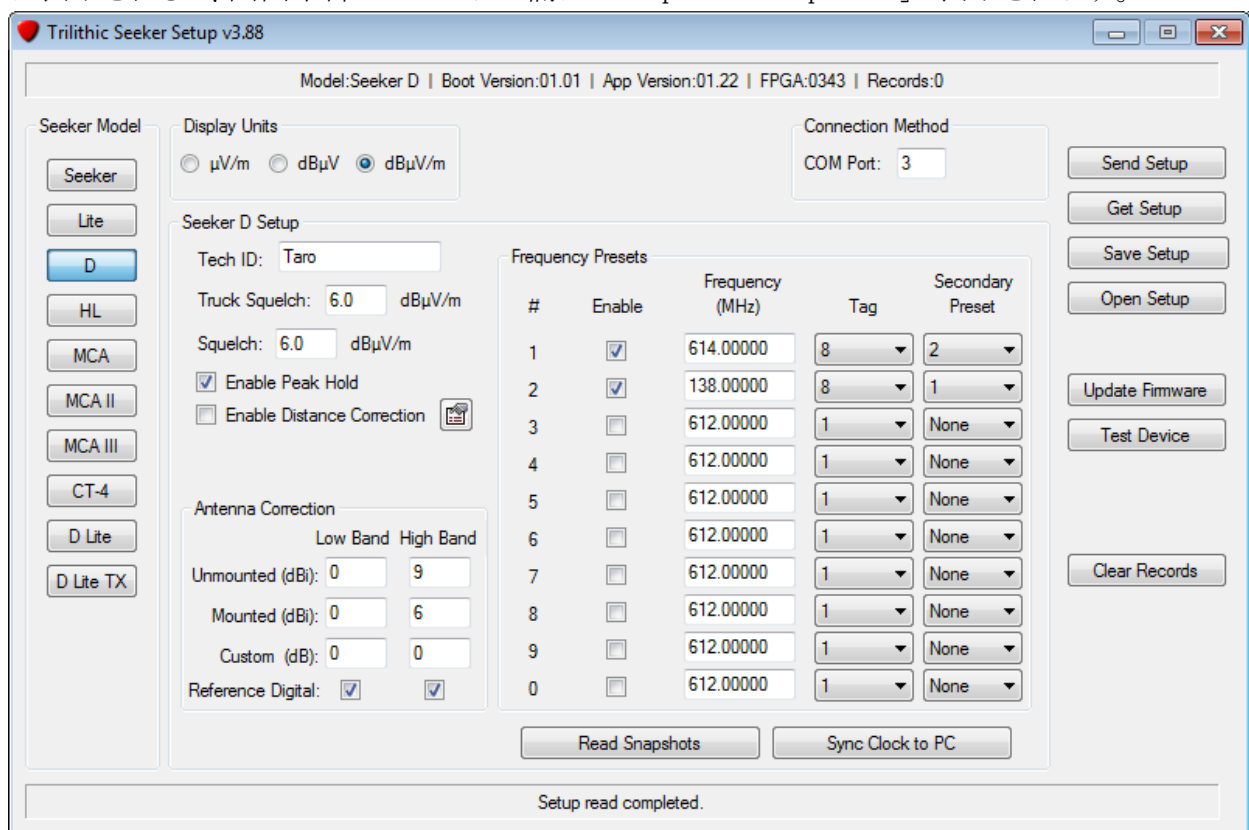 Trilithic Seeker Setup v3.88
Model:Seeker D | Boot Version:01.01 | App Version:01.22 | FPGA:0343 | Records:0
Seeker Model
Seeker
Lite
D
HL
MCA
MCA II
MCA III
CT-4
D Lite
D Lite TX
Display Units
µV/m dBµV dBµV/m
Connection Method
COM Port: 3
Seeker D Setup
Tech ID: Taro
Truck Squelch: 6.0 dBµV/m
Squelch: 6.0 dBµV/m
Enable Peak Hold
Enable Distance Correction
Antenna Correction
Low Band High Band
Unmounted (dBi): 0 9
Mounted (dBi): 0 6
Custom (dB): 0 0
Reference Digital:
Frequency Presets
# Enable Frequency (MHz) Tag Secondary Preset
1 614.00000 8 2
2 138.00000 8 1
3 612.00000 1 None
4 612.00000 1 None
5 612.00000 1 None
6 612.00000 1 None
7 612.00000 1 None
8 612.00000 1 None
9 612.00000 1 None
0 612.00000 1 None
Read Snapshots
Sync Clock to PC
Send Setup
Get Setup
Save Setup
Open Setup
Update Firmware
Test Device
Clear Records
Setup read completed.